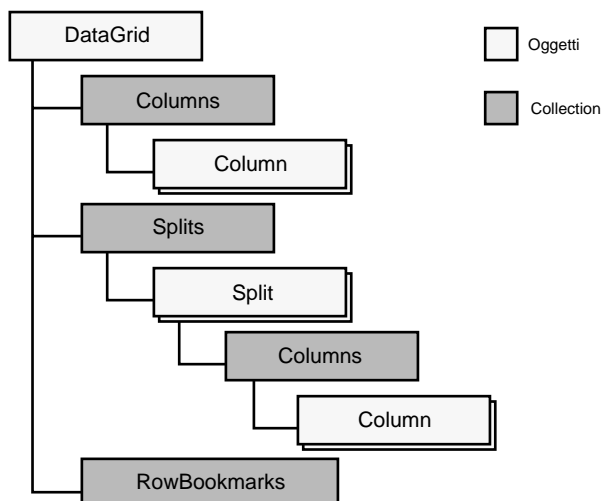 DataGrid
Oggetti
Columns
Collection
Column
Splits
Split
Columns
Column
RowBookmarks